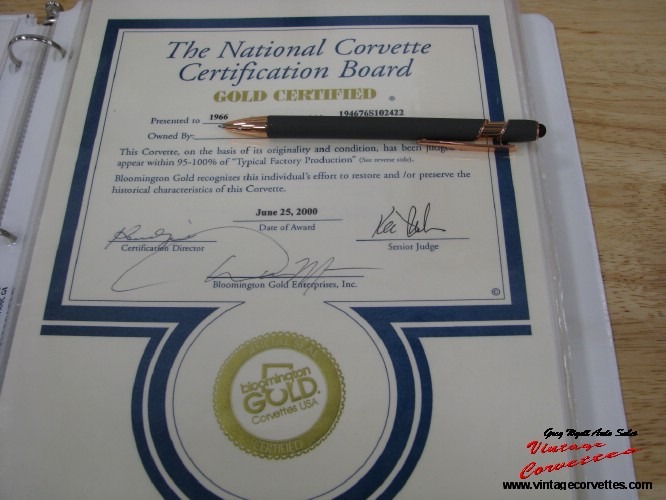 The National Corvette
Certification Board
GOLD CERTIFIED ®
Presented to 1966 194676S102422
Owned By:
This Corvette, on the basis of its originality and condition, has been judged
appear within 95-100% of "Typical Factory Production" (See reverse side).
Bloomington Gold recognizes this individual's effort to restore and /or preserve the
historical characteristics of this Corvette.
June 25, 2000
Date of Award
Certification Director
Senior Judge
Bloomington Gold Enterprises, Inc.
©
bloomington
GOLD
Corvettes USA
CERTIFIED
Greg Wyatt Auto Sales
Vintage
Corvettes
www.vintagecorvettes.com